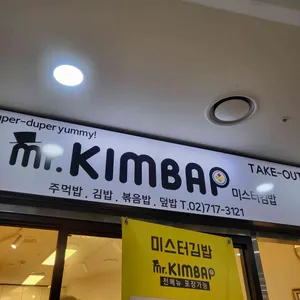 super-duper yummy!
mr. KIMBAP 미스터김밥
TAKE-OUT
주먹밥 . 김밥 . 볶음밥 . 덮밥 T.02)717-3121
미스터김밥
mr. KIMBAP
전메뉴 포장가능